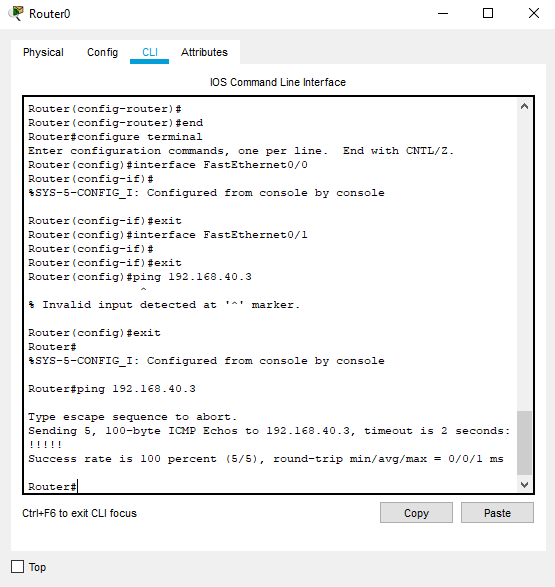 Router0
Physical Config CLI Attributes
IOS Command Line Interface
Router(config-router)#
Router(config-router)#end
Router#configure terminal
Enter configuration commands, one per line.  End with CNTL/Z.
Router(config)#interface FastEthernet0/0
Router(config-if)#
%SYS-5-CONFIG_I: Configured from console by console
Router(config-if)#exit
Router(config)#interface FastEthernet0/1
Router(config-if)#
Router(config-if)#exit
Router(config)#ping 192.168.40.3
^
% Invalid input detected at '^' marker.
Router(config)#exit
Router#
%SYS-5-CONFIG_I: Configured from console by console
Router#ping 192.168.40.3
Type escape sequence to abort.
Sending 5, 100-byte ICMP Echos to 192.168.40.3, timeout is 2 seconds:
!!!!!
Success rate is 100 percent (5/5), round-trip min/avg/max = 0/0/1 ms
Router#
Ctrl+F6 to exit CLI focus Copy Paste
Top